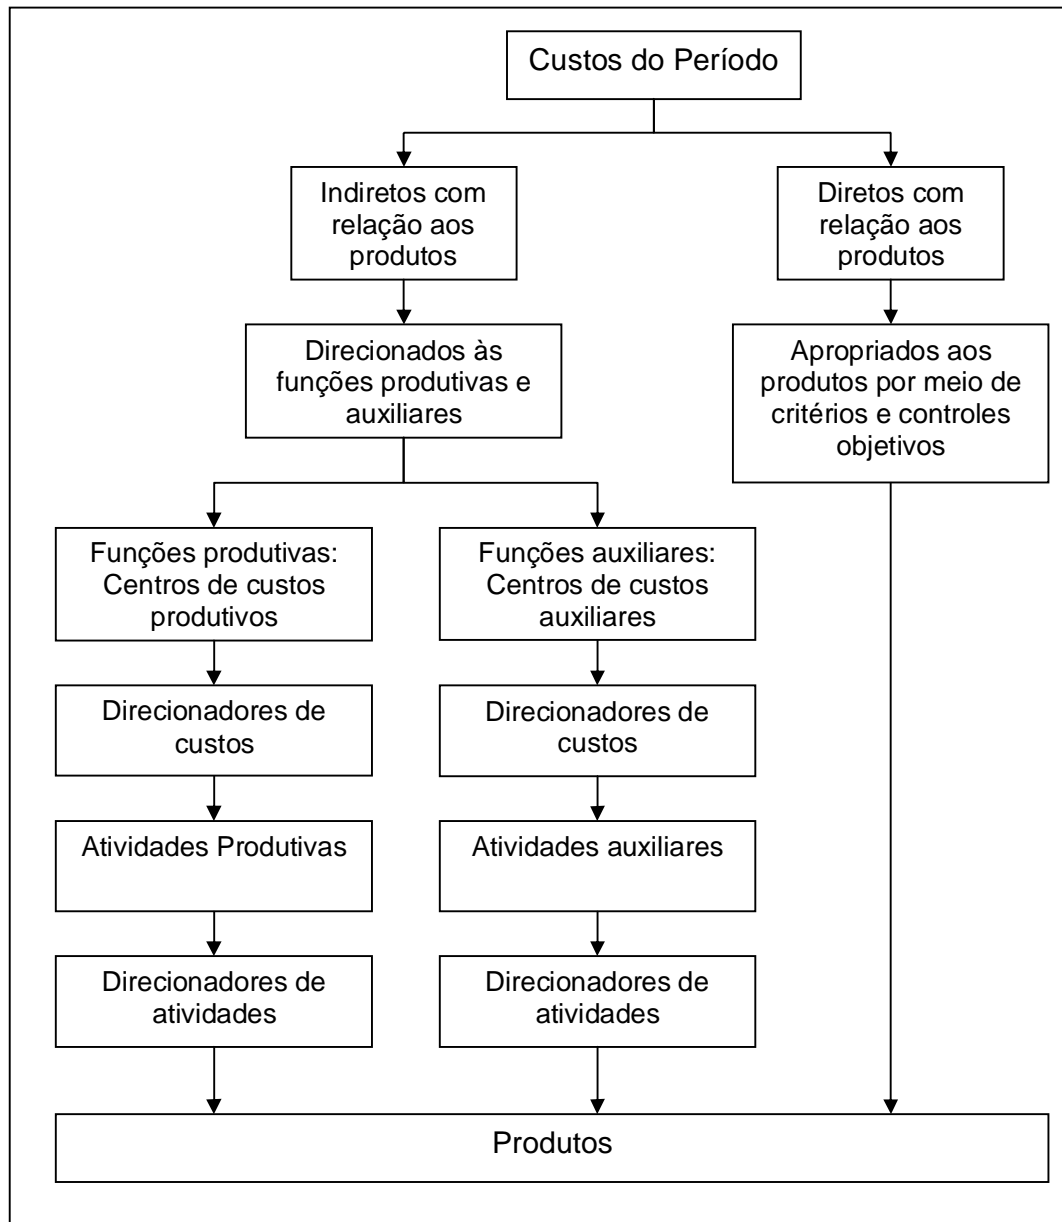 Custos do Período
Indiretos com
relação aos
produtos
Diretos com
relação aos
produtos
Direcionados às
funções produtivas e
auxiliares
Apropriados aos
produtos por meio de
critérios e controles
objetivos
Funções produtivas:
Centros de custos
produtivos
Funções auxiliares:
Centros de custos
auxiliares
Direcionadores de
custos
Direcionadores de
custos
Atividades Produtivas
Atividades auxiliares
Direcionadores de
atividades
Direcionadores de
atividades
Produtos